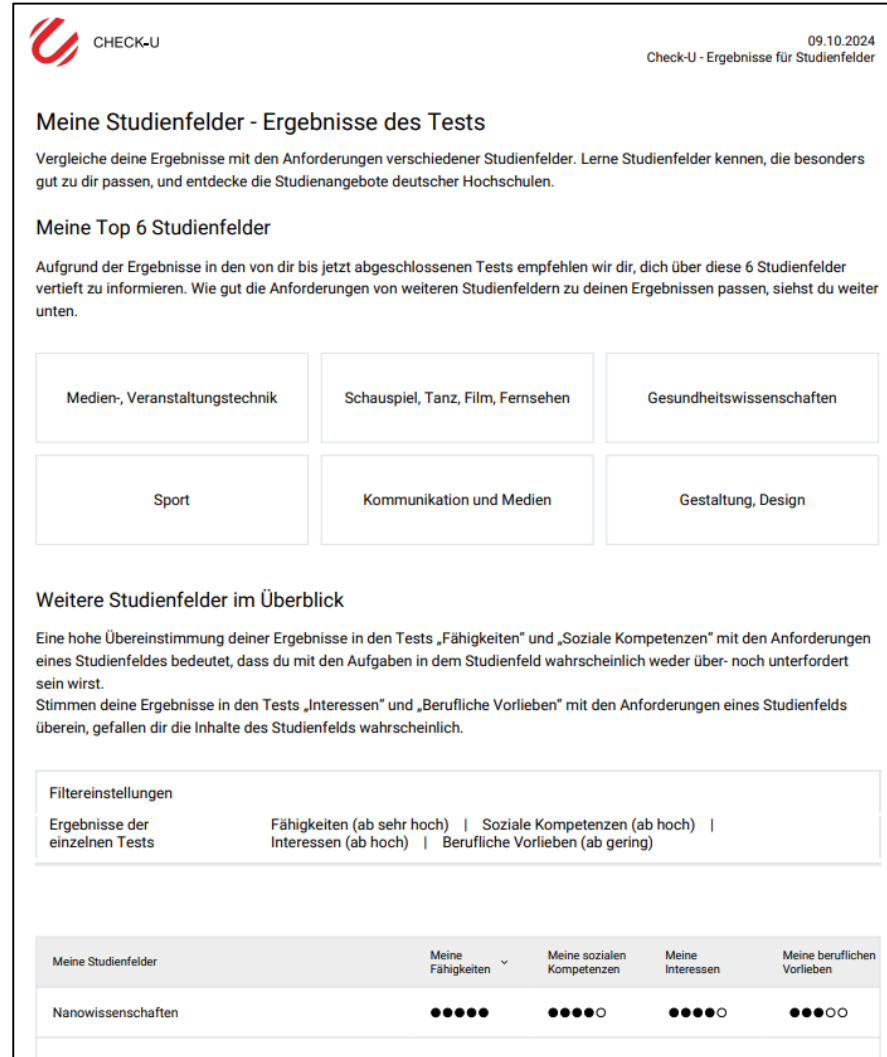 CHECK-U
09.10.2024
Check-U - Ergebnisse für Studienfelder
Meine Studienfelder - Ergebnisse des Tests
Vergleiche deine Ergebnisse mit den Anforderungen verschiedener Studienfelder. Lerne Studienfelder kennen, die besonders
gut zu dir passen, und entdecke die Studienangebote deutscher Hochschulen.
Meine Top 6 Studienfelder
Aufgrund der Ergebnisse in den von dir bis jetzt abgeschlossenen Tests empfehlen wir dir, dich über diese 6 Studienfelder
vertieft zu informieren. Wie gut die Anforderungen von weiteren Studienfeldern zu deinen Ergebnissen passen, siehst du weiter
unten.
Medien-, Veranstaltungstechnik
Schauspiel, Tanz, Film, Fernsehen
Gesundheitswissenschaften
Sport
Kommunikation und Medien
Gestaltung, Design
Weitere Studienfelder im Überblick
Eine hohe Übereinstimmung deiner Ergebnisse in den Tests „Fähigkeiten" und „Soziale Kompetenzen" mit den Anforderungen
eines Studienfeldes bedeutet, dass du mit den Aufgaben in dem Studienfeld wahrscheinlich weder über- noch unterfordert
sein wirst.
Stimmen deine Ergebnisse in den Tests „Interessen" und „Berufliche Vorlieben" mit den Anforderungen eines Studienfelds
überein, gefallen dir die Inhalte des Studienfelds wahrscheinlich.
Filtereinstellungen
Ergebnisse der
einzelnen Tests
Fähigkeiten (ab sehr hoch) | Soziale Kompetenzen (ab hoch) |
Interessen (ab hoch) | Berufliche Vorlieben (ab gering)
Meine Studienfelder
Meine
Fähigkeiten
Meine sozialen
Kompetenzen
Meine
Interessen
Meine beruflichen
Vorlieben
Nanowissenschaften
●●●●● ●●●●○ ●●●●○ ●●●○○